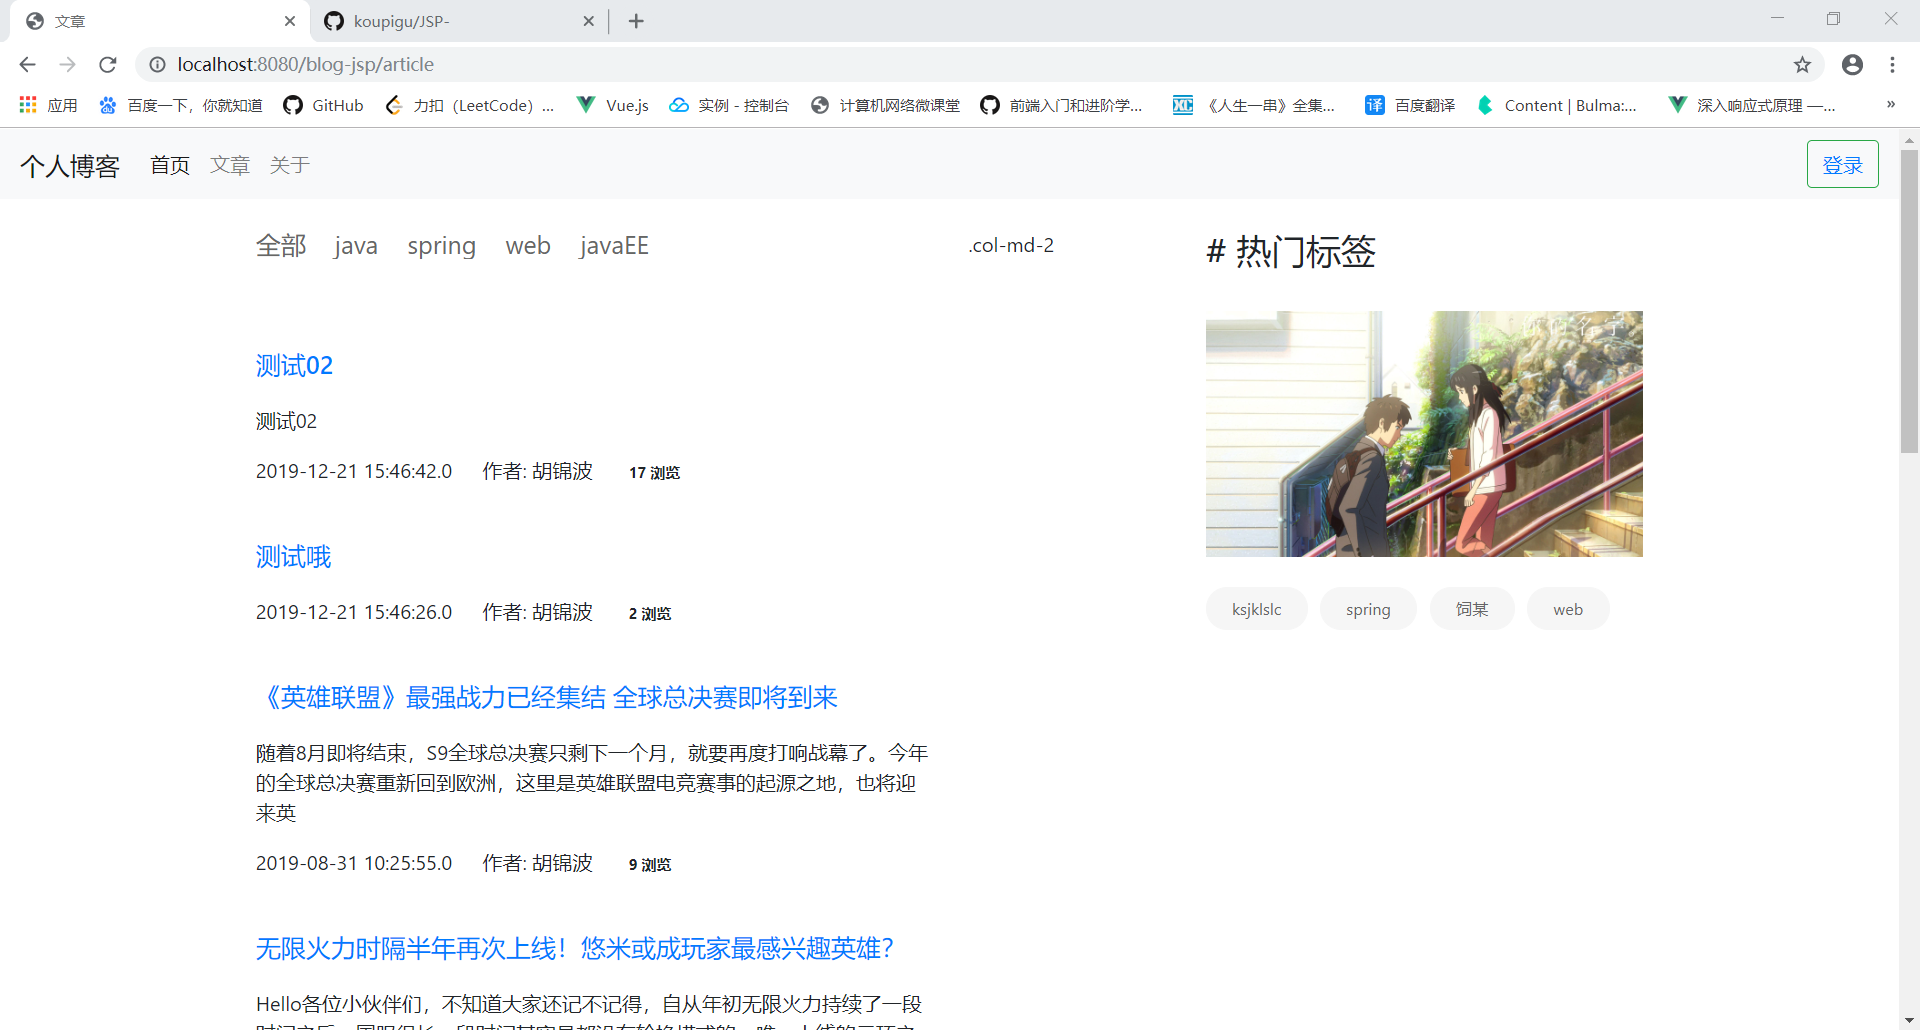 文章
koupigu/JSP-
localhost:8080/blog-jsp/article
应用
百度一下，你就知道
GitHub
力扣（LeetCode）...
Vue.js
实例 - 控制台
计算机网络微课堂
前端入门和进阶学...
《人生一串》全集...
百度翻译
Content | Bulma:...
深入响应式原理 —...
»
个人博客
首页
文章
关于
登录
全部
java
spring
web
javaEE
.col-md-2
# 热门标签
测试02
测试02
2019-12-21 15:46:42.0 作者: 胡锦波 17 浏览
测试哦
2019-12-21 15:46:26.0 作者: 胡锦波 2 浏览
《英雄联盟》最强战力已经集结 全球总决赛即将到来
随着8月即将结束，S9全球总决赛只剩下一个月，就要再度打响战幕了。今年
的全球总决赛重新回到欧洲，这里是英雄联盟电竞赛事的起源之地，也将迎
来英
2019-08-31 10:25:55.0 作者: 胡锦波 9 浏览
无限火力时隔半年再次上线！悠米或成玩家最感兴趣英雄？
Hello各位小伙伴们，不知道大家还记不记得，自从年初无限火力持续了一段
ksjklslc
spring
饲某
web